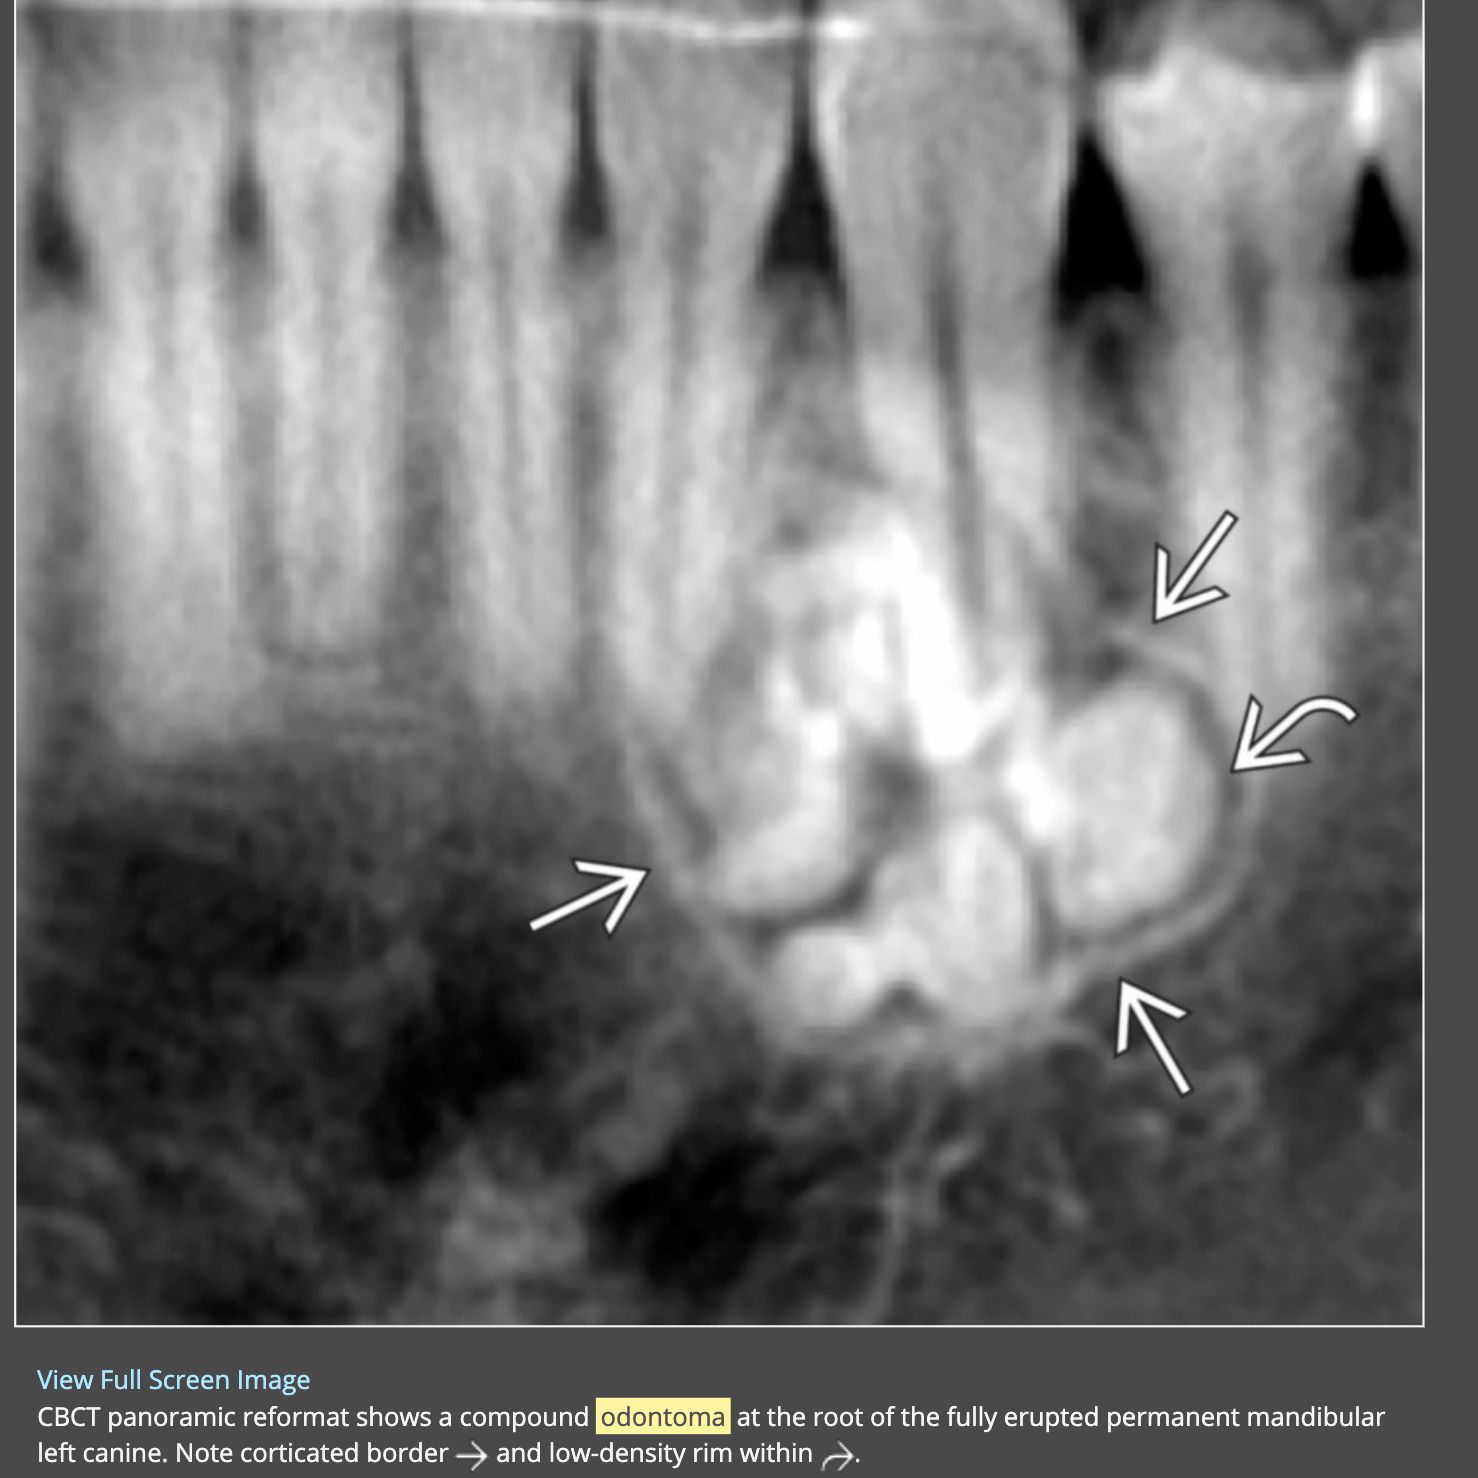 View Full Screen Image
CBCT panoramic reformat shows a compound odontoma at the root of the fully erupted permanent mandibular
left canine. Note corticated border → and low-density rim within ↷.